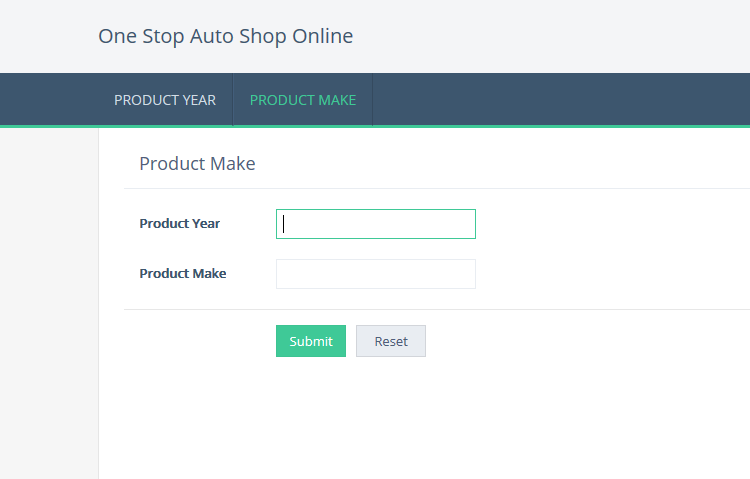 One Stop Auto Shop Online
PRODUCT YEAR PRODUCT MAKE
Product Make
Product Year
Product Make
Submit Reset